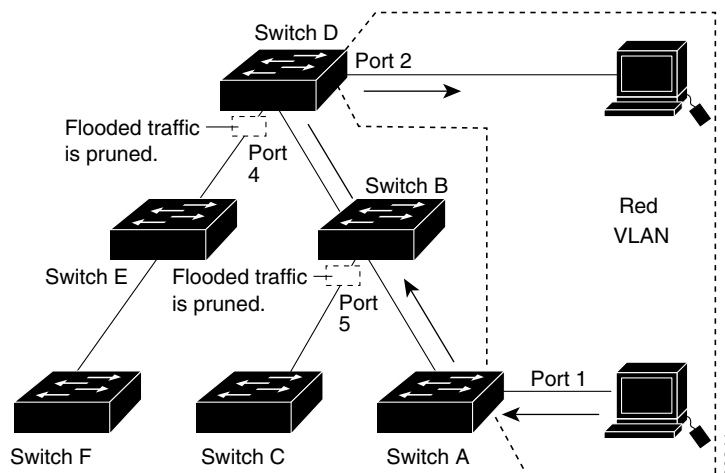 Switch D
Port 2
Flooded traffic
is pruned.
Port
4
Switch B
Red
VLAN
Switch E
Flooded traffic
is pruned.
Port
5
Port 1
Switch F
Switch C
Switch A